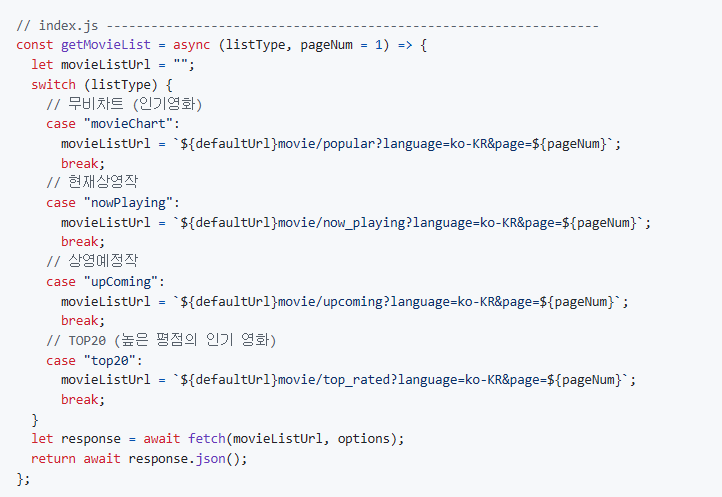 // index.js ------------------------------------------------------------------
const getMovieList = async (listType, pageNum = 1) => {
  let movieListUrl = "";
  switch (listType) {
    // 무비차트 (인기영화)
    case "movieChart":
      movieListUrl = `${defaultUrl}movie/popular?language=ko-KR&page=${pageNum}`;
      break;
    // 현재상영작
    case "nowPlaying":
      movieListUrl = `${defaultUrl}movie/now_playing?language=ko-KR&page=${pageNum}`;
      break;
    // 상영예정작
    case "upComing":
      movieListUrl = `${defaultUrl}movie/upcoming?language=ko-KR&page=${pageNum}`;
      break;
    // TOP20 (높은 평점의 인기 영화)
    case "top20":
      movieListUrl = `${defaultUrl}movie/top_rated?language=ko-KR&page=${pageNum}`;
      break;
  }
  let response = await fetch(movieListUrl, options);
  return await response.json();
};